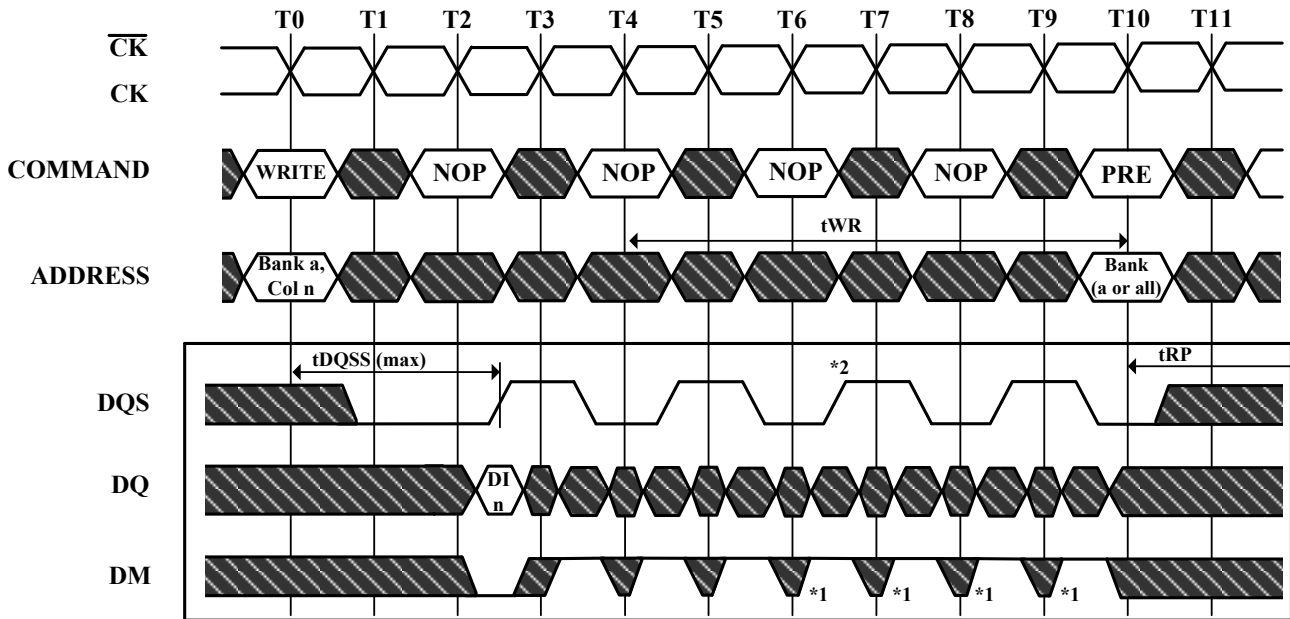 T0 T1 T2 T3 T4 T5 T6 T7 T8 T9 T10 T11
CK
CK
COMMAND WRITE NOP NOP NOP NOP PRE
tWR
ADDRESS Bank a, Bank
Col n (a or all)
tDQSS (max) *2 tRP
DQS
DQ DI
n
DM *1 *1 *1 *1